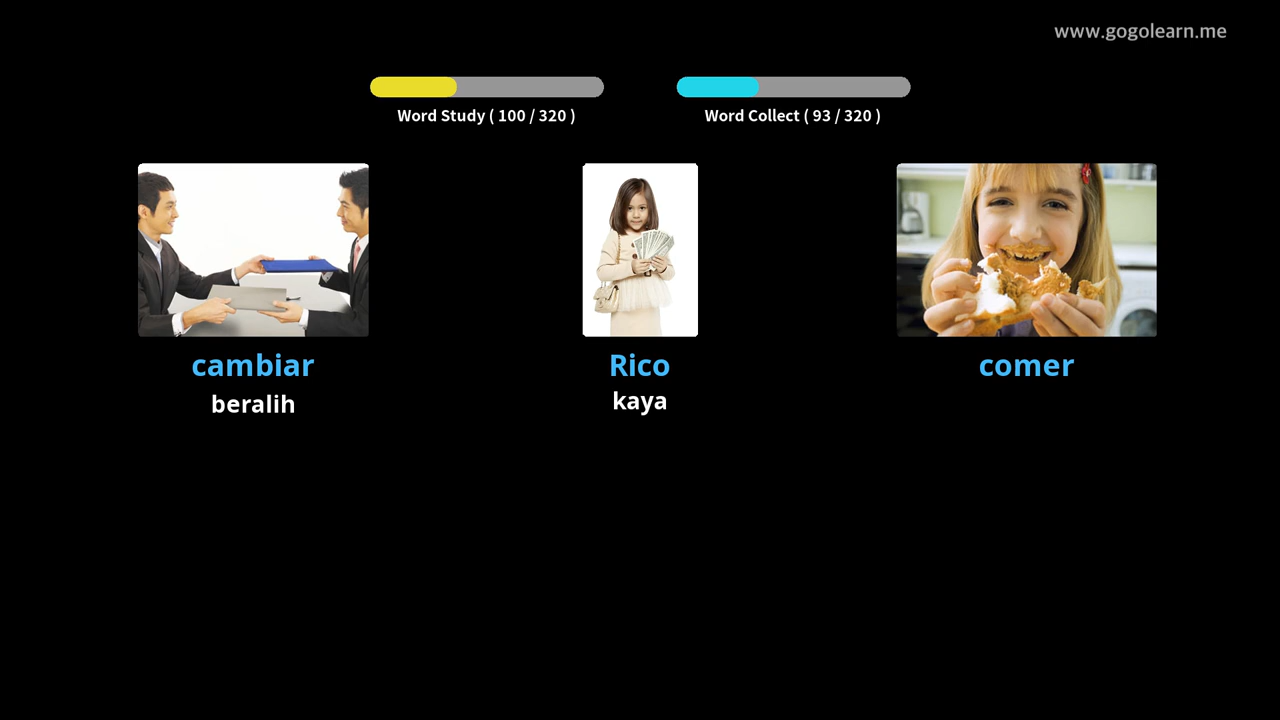 www.gogolearn.me
Word Study ( 100 / 320 )
Word Collect ( 93 / 320 )
cambiar
beralih
Rico
kaya
comer